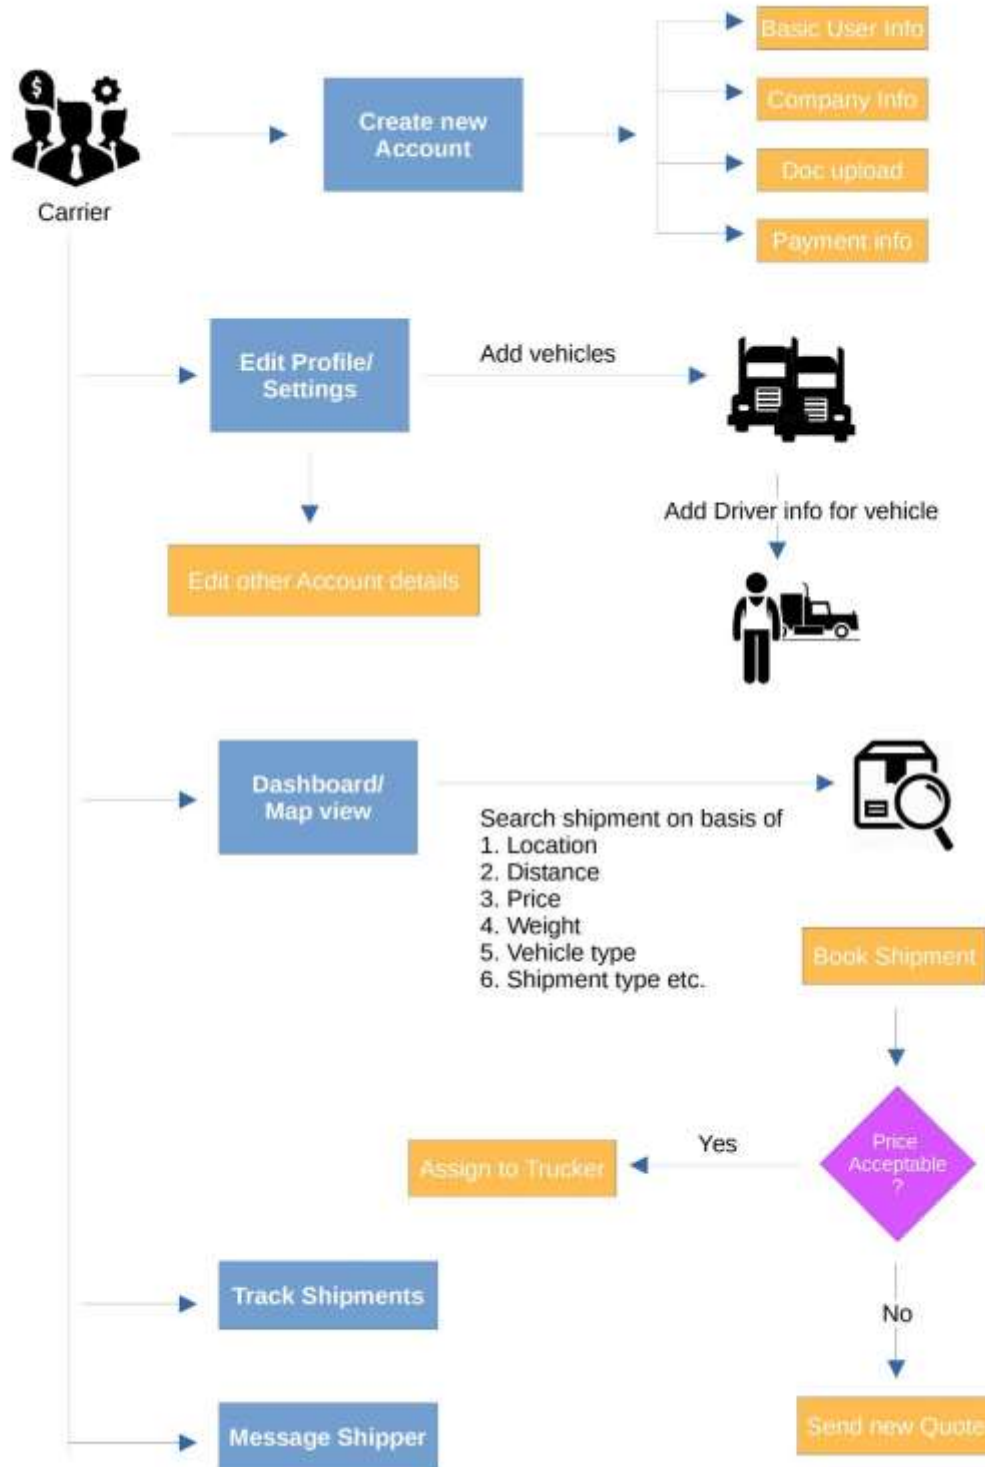 Basic User Info
$
Create new
Account
Company Info
Doc upload
Carrier
Payment info
Edit Profile/
Settings
Add vehicles
Add Driver info for vehicle
Edit other Account details
Dashboard/
Map view
Search shipment on basis of
1. Location
2. Distance
3. Price
4. Weight
5. Vehicle type
6. Shipment type etc.
Book Shipment
Price
Acceptable
?
Yes
Assign to Trucker
Track Shipments
No
Message Shipper
Send new Quote